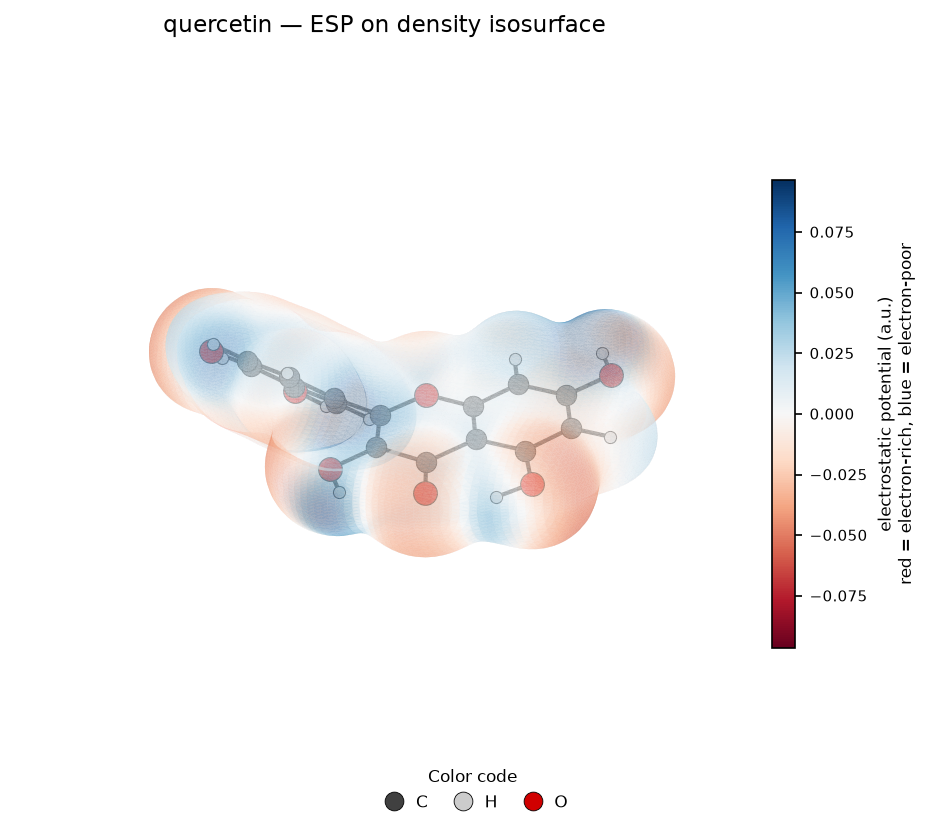 quercetin — ESP on density isosurface
0.075
0.050
0.025
0.000
−0.025
−0.050
−0.075
electrostatic potential (a.u.)
red = electron-rich, blue = electron-poor
Color code
C H O